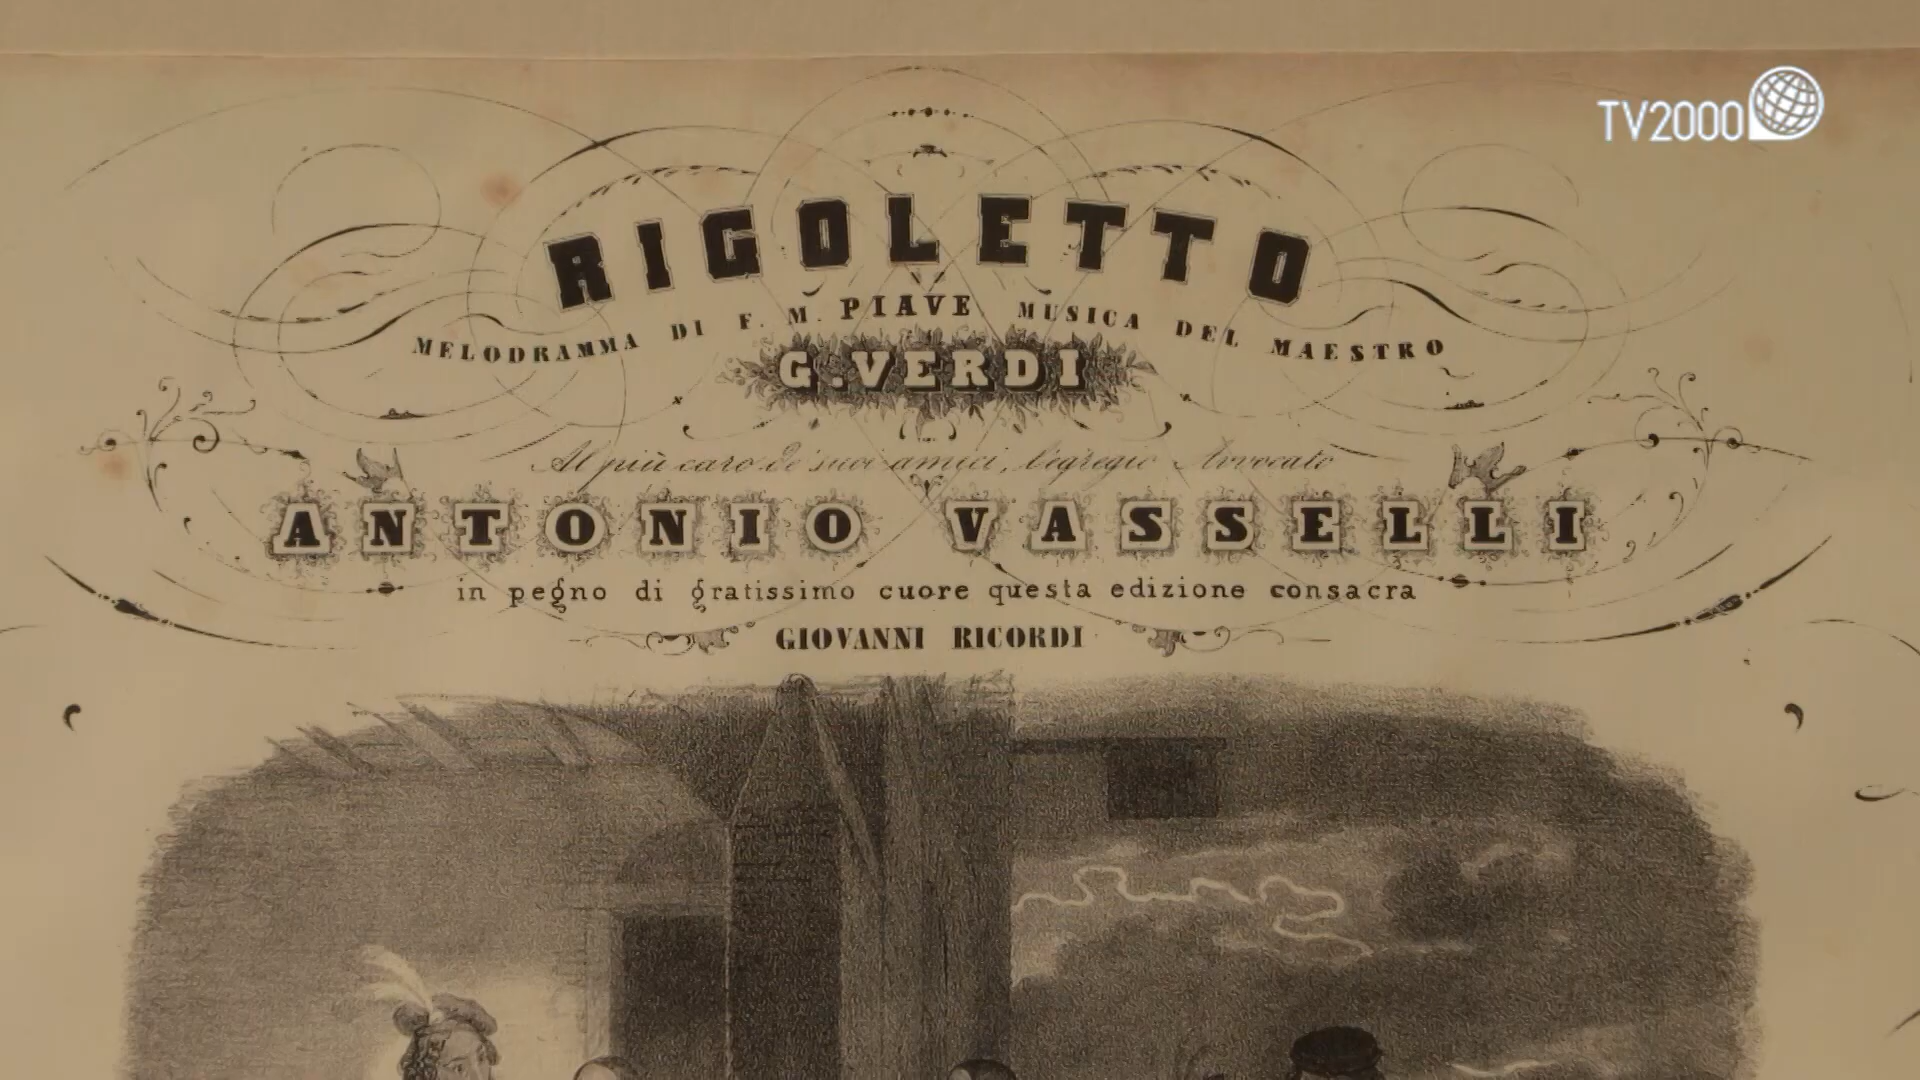 TV2000
RIGOLETTO
MELODRAMMA DI F. M. PIAVE MUSICA DEL MAESTRO
G. VERDI
Al più caro de' suoi amici, l'egregio Avvocato
ANTONIO VASSELLI
in pegno di gratissimo cuore questa edizione consacra
GIOVANNI RICORDI